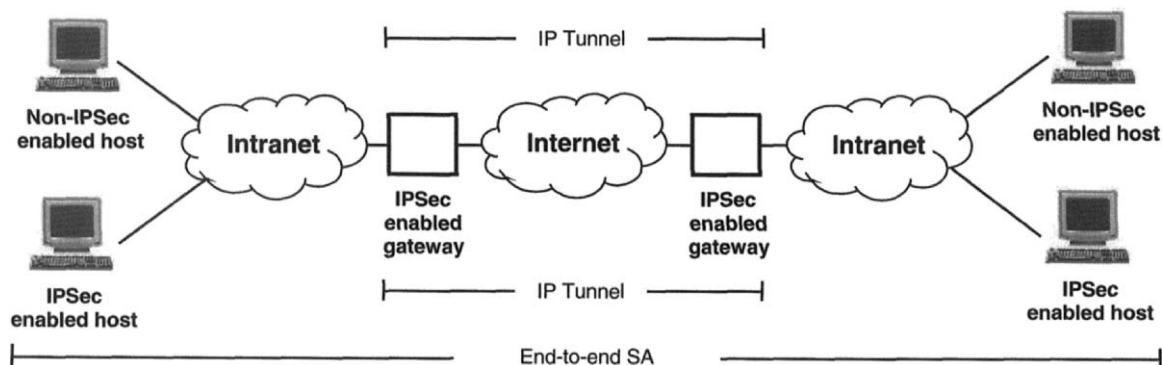 IP Tunnel
Non-IPSec
enabled host
Intranet
Internet
Intranet
Non-IPSec
enabled host
IPSec
enabled
gateway
IPSec
enabled
gateway
IPSec
enabled host
IP Tunnel
IPSec
enabled host
End-to-end SA